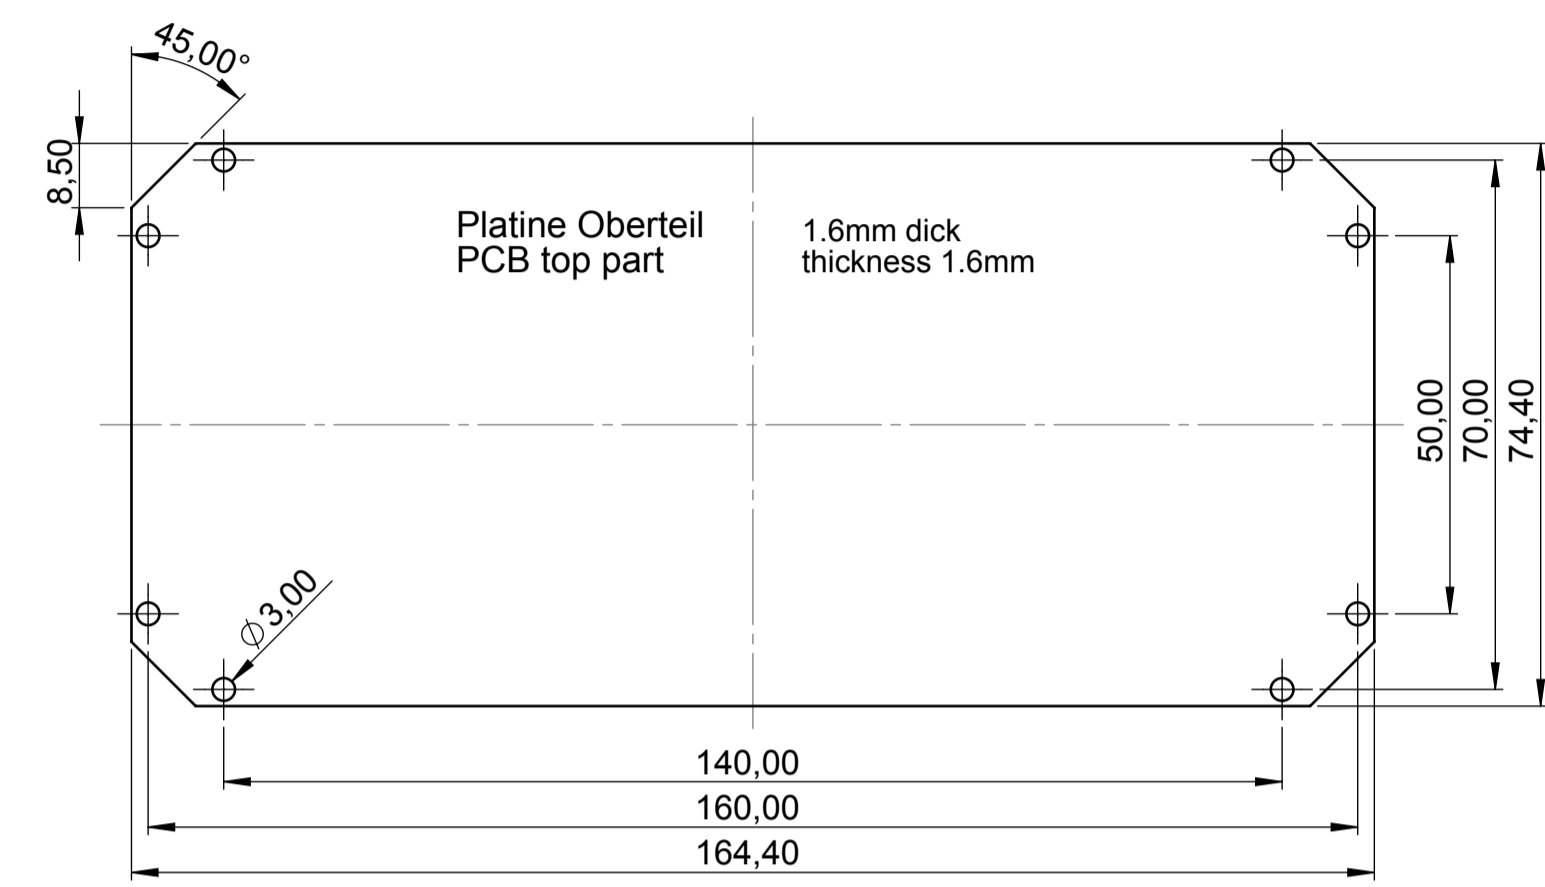 45,00°
8,50
Platine Oberteil
PCB top part
1.6mm dick
thickness 1.6mm
50,00
70,00
74,40
⌀3,00
140,00
160,00
164,40